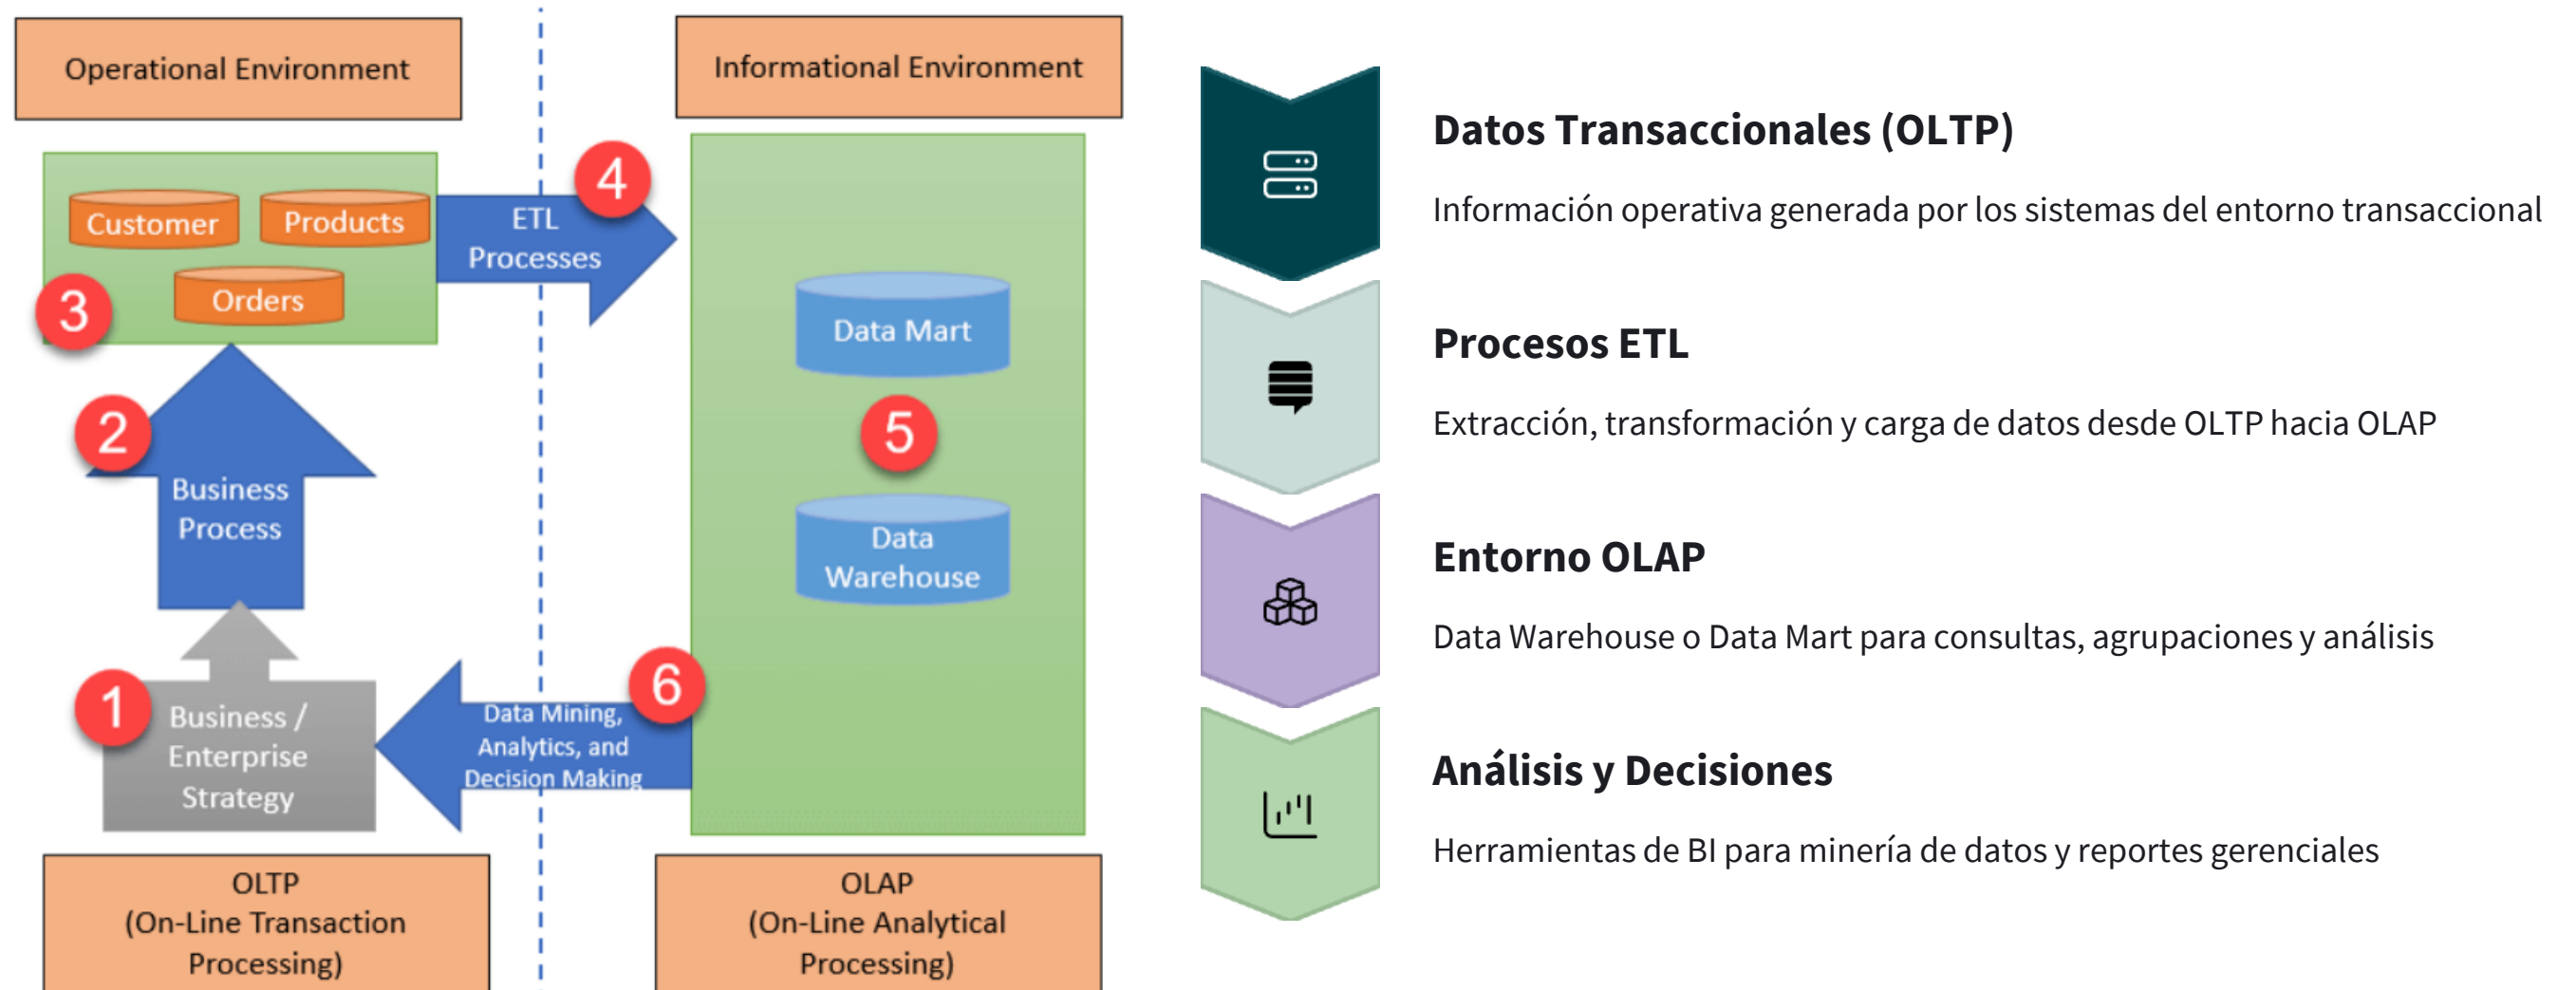 Operational Environment
Informational Environment
Customer
Products
Orders
3
ETL
Processes
4
Data Mart
5
Data
Warehouse
2
Business
Process
1
Business /
Enterprise
Strategy
6
Data Mining,
Analytics, and
Decision Making
OLTP
(On-Line Transaction
Processing)
OLAP
(On-Line Analytical
Processing)
Datos Transaccionales (OLTP)
Información operativa generada por los sistemas del entorno transaccional
Procesos ETL
Extracción, transformación y carga de datos desde OLTP hacia OLAP
Entorno OLAP
Data Warehouse o Data Mart para consultas, agrupaciones y análisis
Análisis y Decisiones
Herramientas de BI para minería de datos y reportes gerenciales